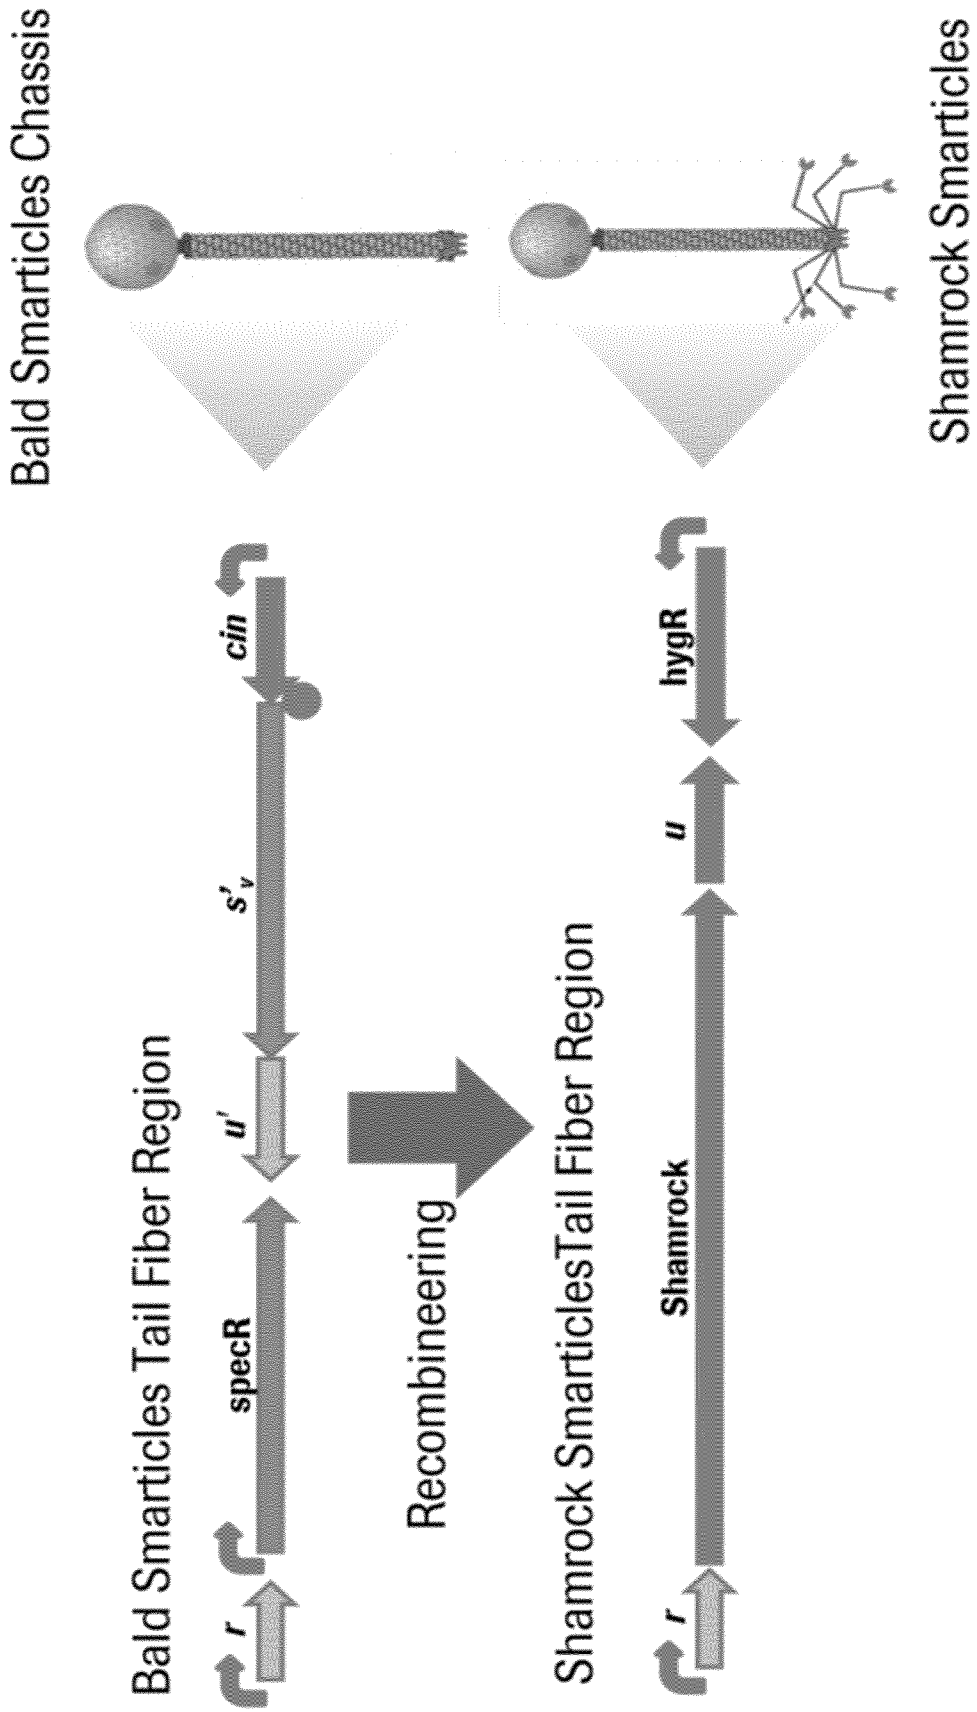 Bald Smarticles Tail Fiber Region
Bald Smarticles Chassis
r
specR
u'
s'v
cin
Recombineering
Shamrock SmarticlesTail Fiber Region
r
Shamrock
u
hygR
Shamrock Smarticles